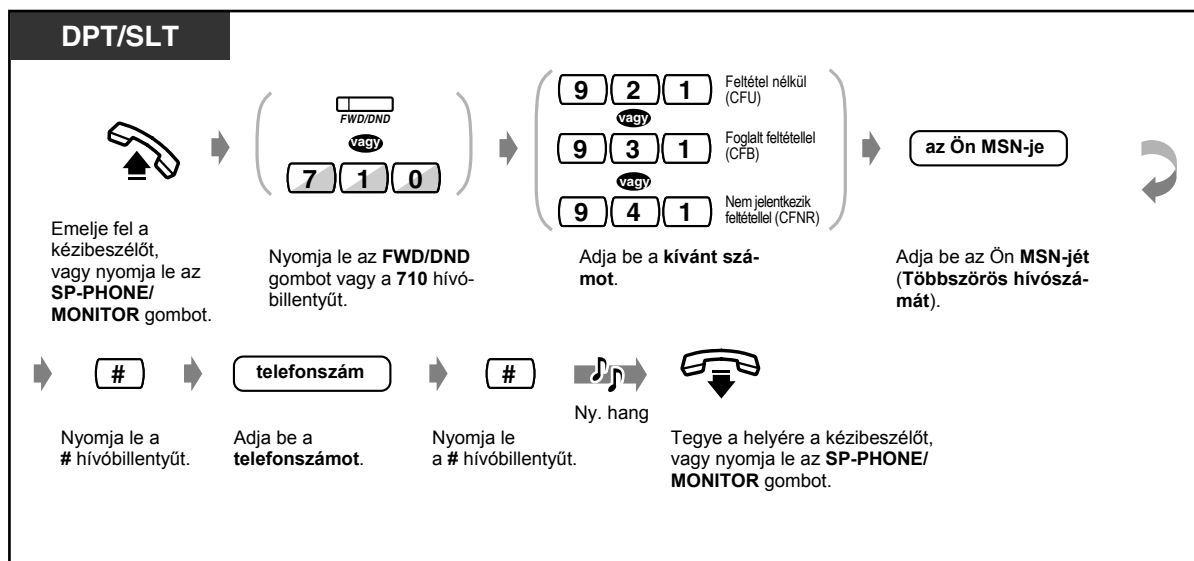 DPT/SLT
FWD/DND
vagy
7 1 0
9 2 1
Feltétel nélkül
(CFU)
vagy
9 3 1
Foglalt feltétellel
(CFB)
vagy
9 4 1
Nem jelentkezik
feltétellel (CFNR)
az Ön MSN-je
Emelje fel a
kézibeszélőt,
vagy nyomja le az
SP-PHONE/
MONITOR gombot.
Nyomja le az FWD/DND
gombot vagy a 710 hívó-
billentyűt.
Adja be a kívánt szá-
mot.
Adja be az Ön MSN-jét
(Többszörös hívószá-
mát).
#
telefonszám
#
Ny. hang
Nyomja le a
# hívóbillentyűt.
Adja be a
telefonszámot.
Nyomja le
a # hívóbillentyűt.
Tegye a helyére a kézibeszélőt,
vagy nyomja le az SP-PHONE/
MONITOR gombot.